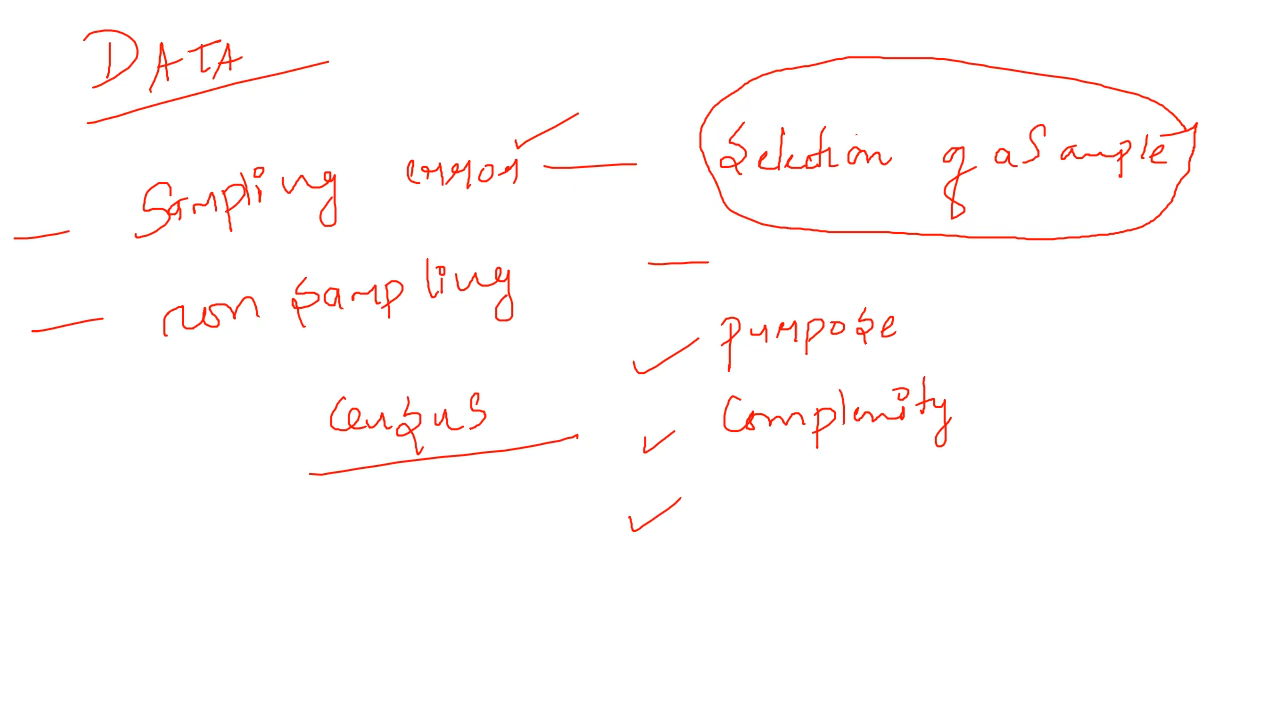 DATA
Sampling error — Selection of a Sample
— non sampling —
purpose
Complexity
Census